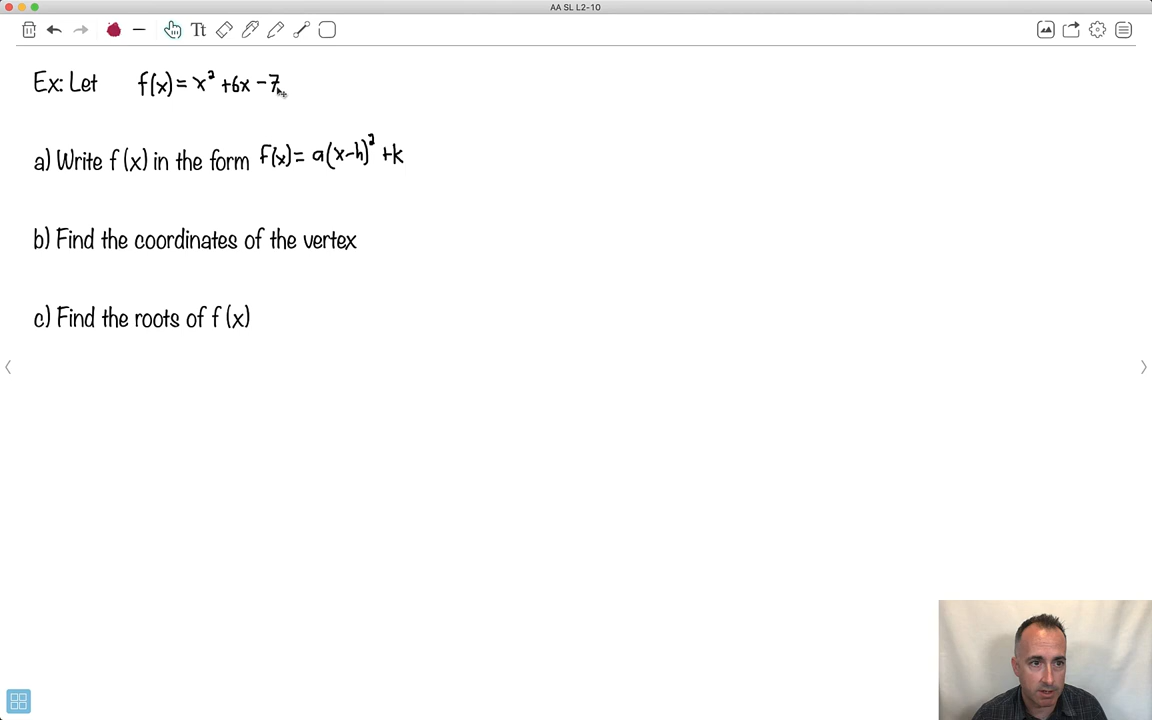 AA SL L2-10
Tt
Ex: Let f(x) = x² +6x -7
a) Write f (x) in the form f(x) = a(x-h)² +k
b) Find the coordinates of the vertex
c) Find the roots of f (x)